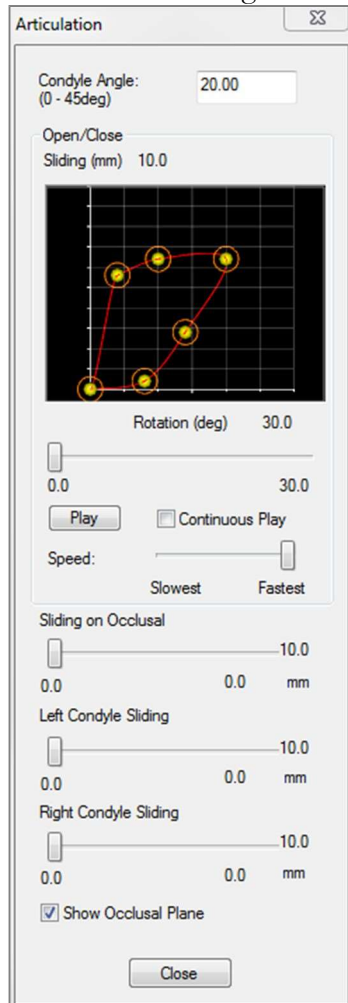 Articulation
Condyle Angle: 20.00
(0 - 45deg)
Open/Close
Sliding (mm) 10.0
Rotation (deg) 30.0
0.0 30.0
Play Continuous Play
Speed:
Slowest Fastest
Sliding on Occlusal
10.0
0.0 0.0 mm
Left Condyle Sliding
10.0
0.0 0.0 mm
Right Condyle Sliding
10.0
0.0 0.0 mm
Show Occlusal Plane
Close